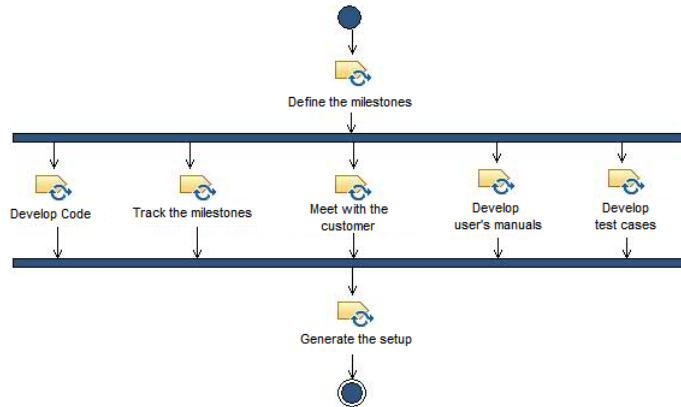 Define the milestones
Develop Code
Track the milestones
Meet with the
customer
Develop
user's manuals
Develop
test cases
Generate the setup